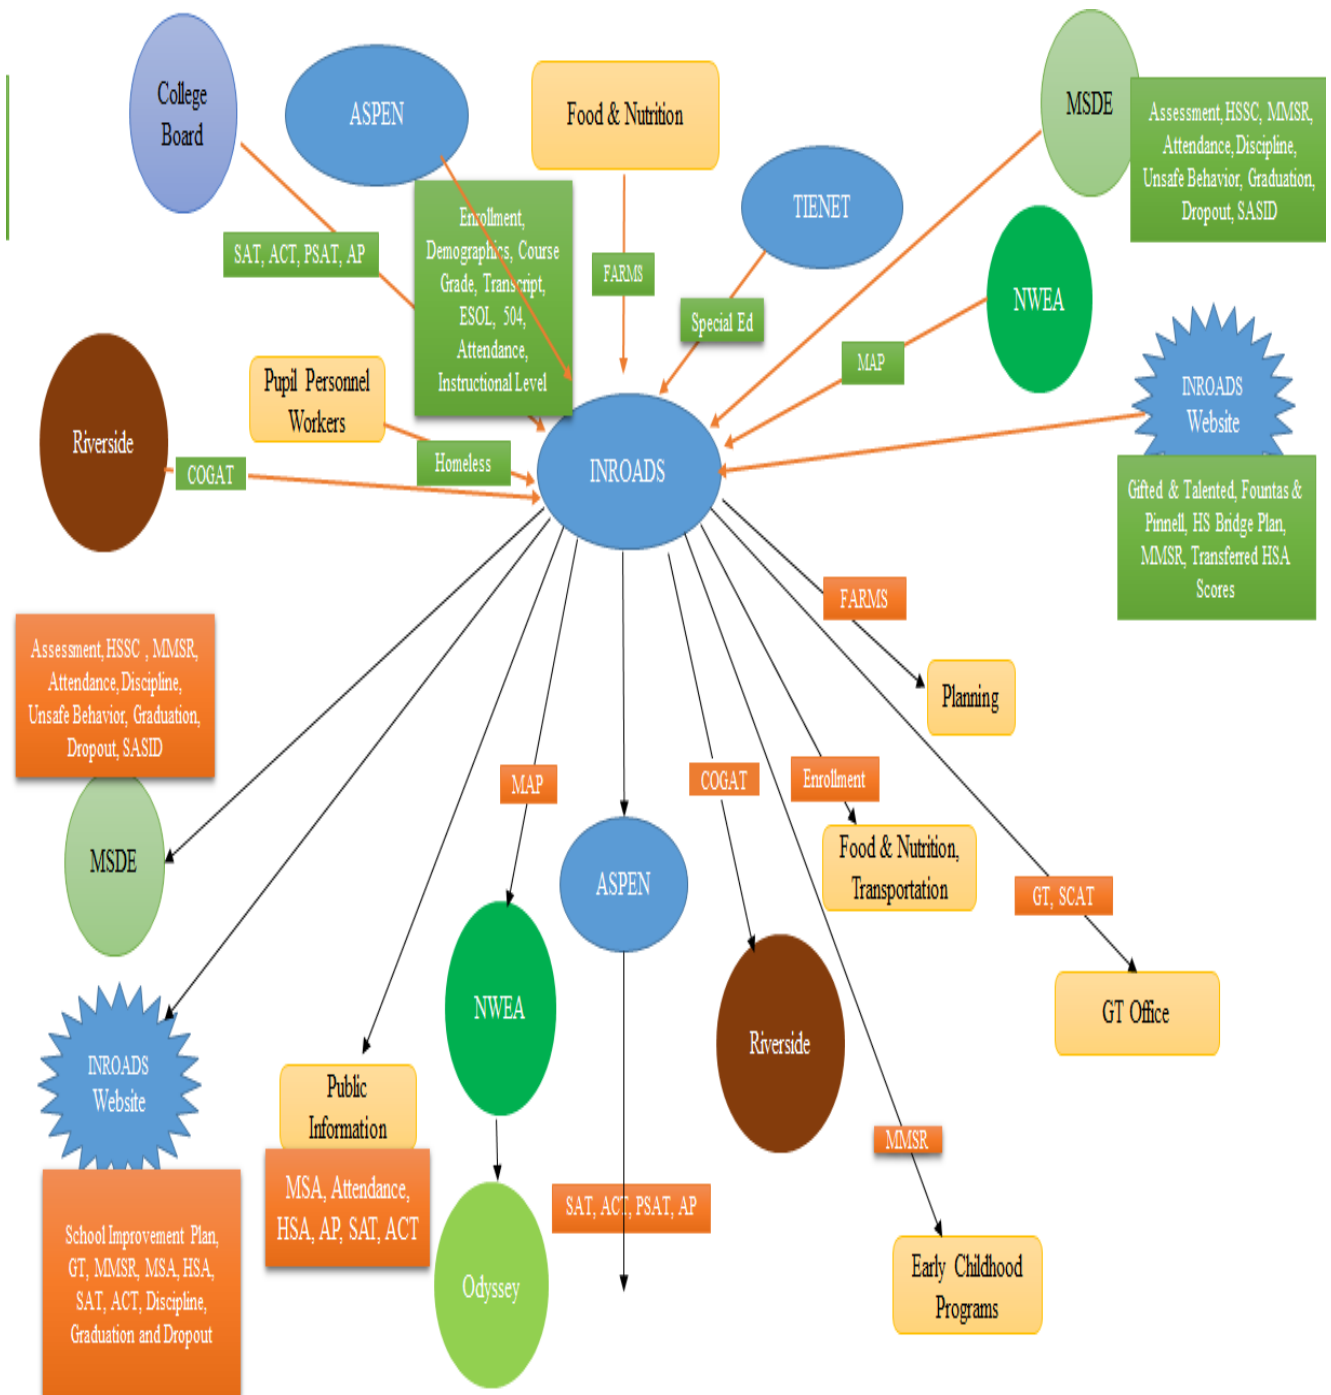 College
Board
ASPEN
Food & Nutrition
MSDE
Assessment, HSSC, MMSR,
Attendance, Discipline,
Unsafe Behavior, Graduation,
Dropout, SASID
TIENET
SAT, ACT, PSAT, AP
Enrollment,
Demographics, Course
Grade, Transcript,
ESOL, 504,
Attendance,
Instructional Level
FARMS
Special Ed
NWEA
MAP
Pupil Personnel
Workers
INROADS
Website
Riverside
COGAT
Homeless
INROADS
Gifted & Talented, Fountas &
Pinnell, HS Bridge Plan,
MMSR, Transferred HSA
Scores
FARMS
Assessment, HSSC , MMSR,
Attendance, Discipline,
Unsafe Behavior, Graduation,
Dropout, SASID
Planning
MAP
COGAT
Enrollment
MSDE
ASPEN
Food & Nutrition,
Transportation
GT, SCAT
NWEA
GT Office
Riverside
INROADS
Website
Public
Information
MMSR
MSA, Attendance,
HSA, AP, SAT, ACT
SAT, ACT, PSAT, AP
School Improvement Plan,
GT, MMSR, MSA, HSA,
SAT, ACT, Discipline,
Graduation and Dropout
Odyssey
Early Childhood
Programs